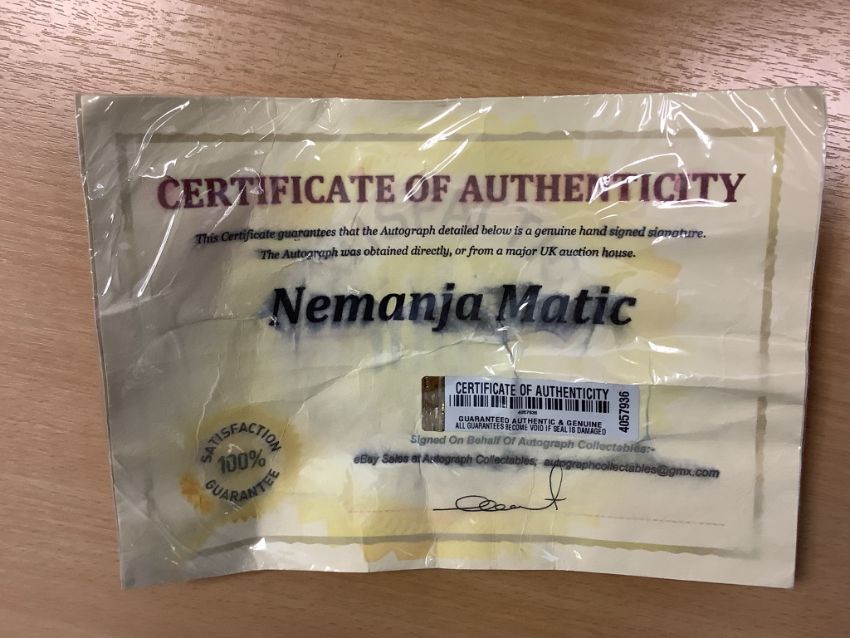 CERTIFICATE OF AUTHENTICITY
This Certificate guarantees that the Autograph detailed below is a genuine hand signed signature.
The Autograph was obtained directly, or from a major UK auction house.
Nemanja Matic
CERTIFICATE OF AUTHENTICITY
4057936
4057936
GUARANTEED AUTHENTIC & GENUINE
ALL GUARANTEES BECOME VOID IF SEAL IS DAMAGED
Signed On Behalf Of Autograph Collectables:-
eBay Sales at Autograph Collectables; autographcollectables@gmx.com
SATISFACTION
100%
GUARANTEE